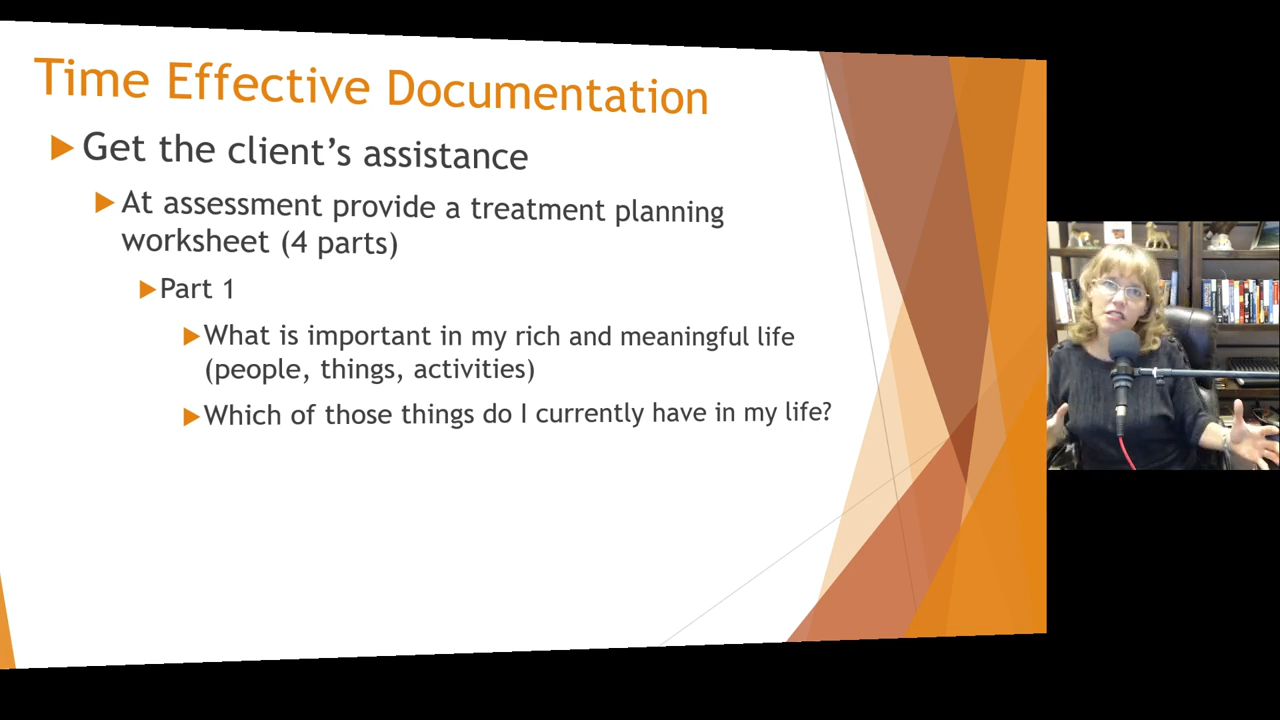 Time Effective Documentation
Get the client's assistance
At assessment provide a treatment planning
worksheet (4 parts)
Part 1
What is important in my rich and meaningful life
(people, things, activities)
Which of those things do I currently have in my life?